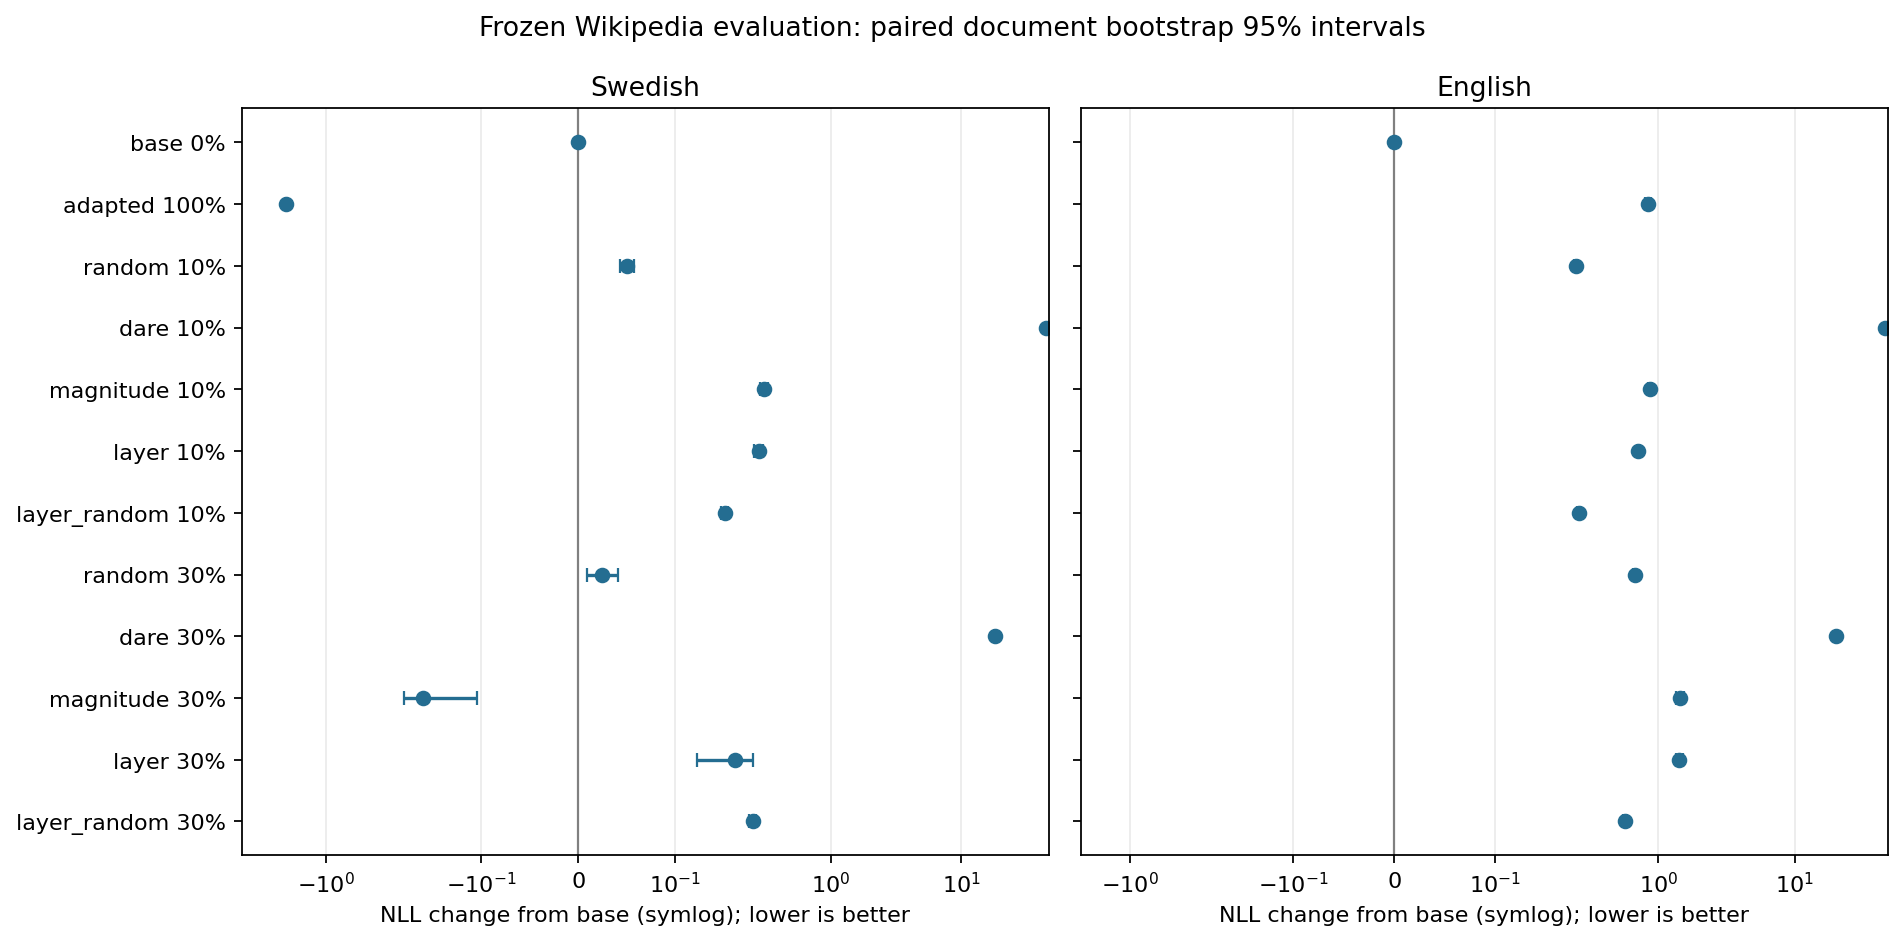 Frozen Wikipedia evaluation: paired document bootstrap 95% intervals
Swedish
English
base 0%
adapted 100%
random 10%
dare 10%
magnitude 10%
layer 10%
layer_random 10%
random 30%
dare 30%
magnitude 30%
layer 30%
layer_random 30%
−10⁰ −10⁻¹ 0 10⁻¹ 10⁰ 10¹
−10⁰ −10⁻¹ 0 10⁻¹ 10⁰ 10¹
NLL change from base (symlog); lower is better
NLL change from base (symlog); lower is better